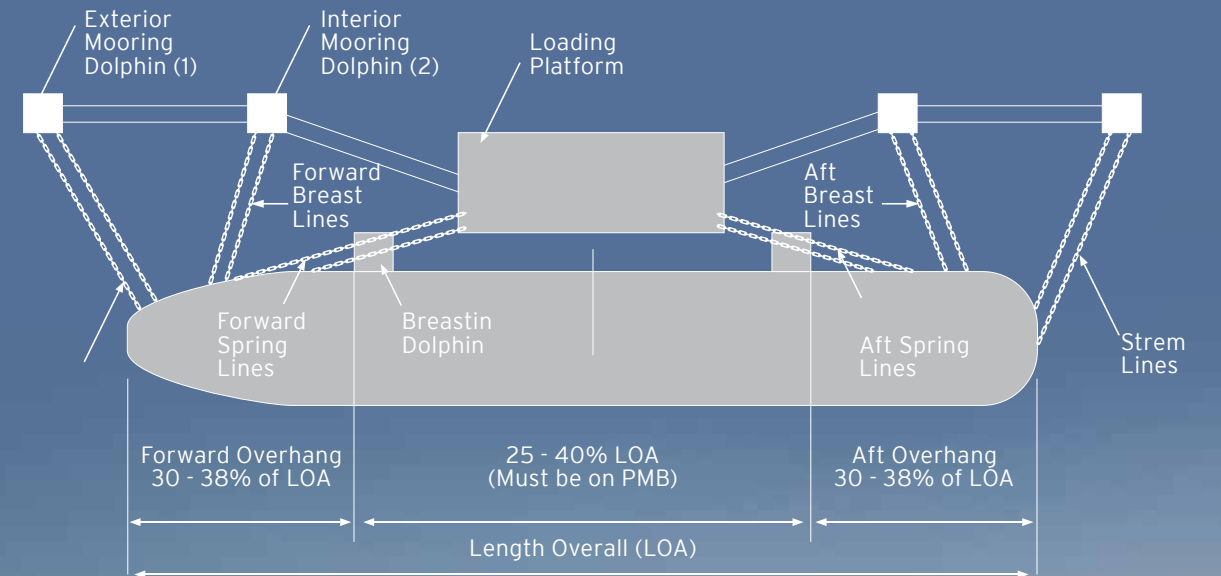 Exterior
Mooring
Dolphin (1)
Interior
Mooring
Dolphin (2)
Loading
Platform
Forward
Breast
Lines
Aft
Breast
Lines
Forward
Spring
Lines
Breastin
Dolphin
Aft Spring
Lines
Strem
Lines
Forward Overhang
30 - 38% of LOA
25 - 40% LOA
(Must be on PMB)
Aft Overhang
30 - 38% of LOA
Length Overall (LOA)